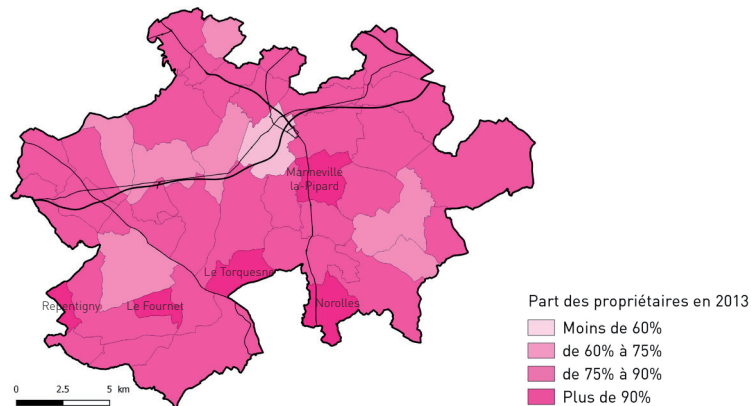 Manneville
la-Pipard
Le Torquesne
Repentigny
Le Fournet
Norolles
Part des propriétaires en 2013
Moins de 60%
de 60% à 75%
de 75% à 90%
Plus de 90%
0 2.5 5 km